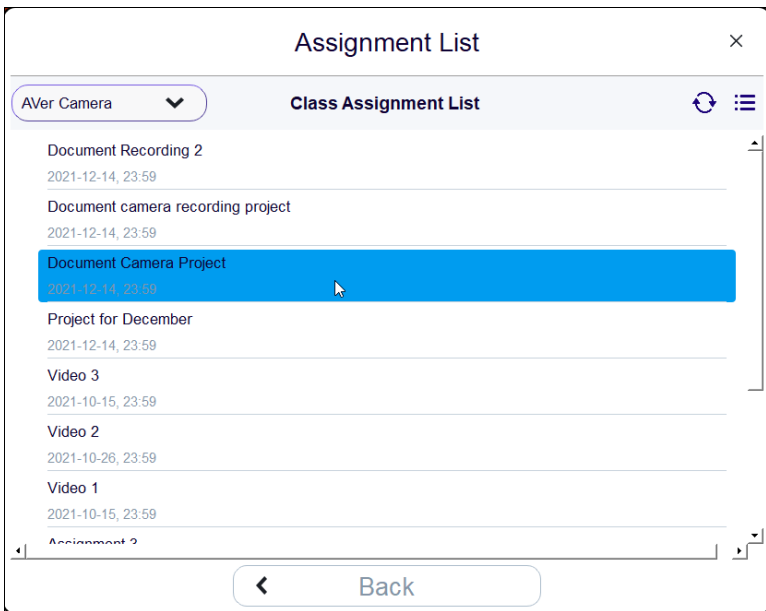 Assignment List
AVer Camera
Class Assignment List
Document Recording 2
2021-12-14, 23:59
Document camera recording project
2021-12-14, 23:59
Document Camera Project
2021-12-14, 23:59
Project for December
2021-12-14, 23:59
Video 3
2021-10-15, 23:59
Video 2
2021-10-26, 23:59
Video 1
2021-10-15, 23:59
Assignment 3
Back